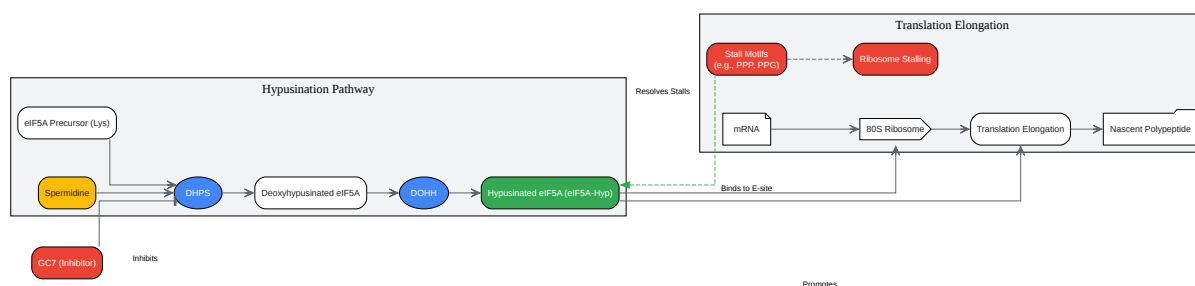 Translation Elongation
Stall Motifs
(e.g., PPP, PPG)
Ribosome Stalling
Hypusination Pathway
Resolves Stalls
eIF5A Precursor (Lys)
mRNA
80S Ribosome
Translation Elongation
Nascent Polypeptide
Spermidine
DHPS
Deoxyhypusinated eIF5A
DOHH
Hypusinated eIF5A (eIF5A-Hyp)
Binds to E-site
GC7 (Inhibitor)
Inhibits
Promotes